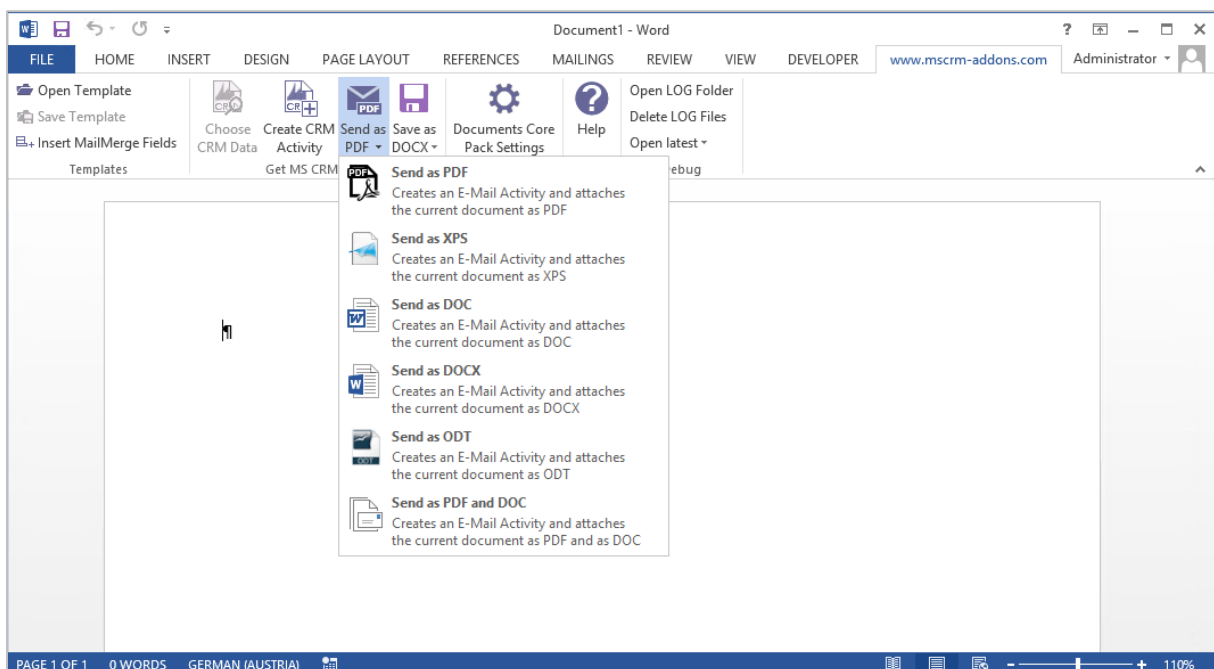 Document1 - Word
?
FILE HOME INSERT DESIGN PAGE LAYOUT REFERENCES MAILINGS REVIEW VIEW DEVELOPER www.mscrm-addons.com Administrator
Open Template
Save Template
Insert MailMerge Fields
Templates
Choose
CRM Data
Create CRM
Activity
Get MS CRM
PDF
Send as
PDF
Save as
DOCX
Documents Core
Pack Settings
Help
Open LOG Folder
Delete LOG Files
Open latest
ebug
Send as PDF
Creates an E-Mail Activity and attaches
the current document as PDF
Send as XPS
Creates an E-Mail Activity and attaches
the current document as XPS
Send as DOC
Creates an E-Mail Activity and attaches
the current document as DOC
Send as DOCX
Creates an E-Mail Activity and attaches
the current document as DOCX
ODT
Send as ODT
Creates an E-Mail Activity and attaches
the current document as ODT
Send as PDF and DOC
Creates an E-Mail Activity and attaches
the current document as PDF and as DOC
¶
PAGE 1 OF 1 0 WORDS GERMAN (AUSTRIA) 110%